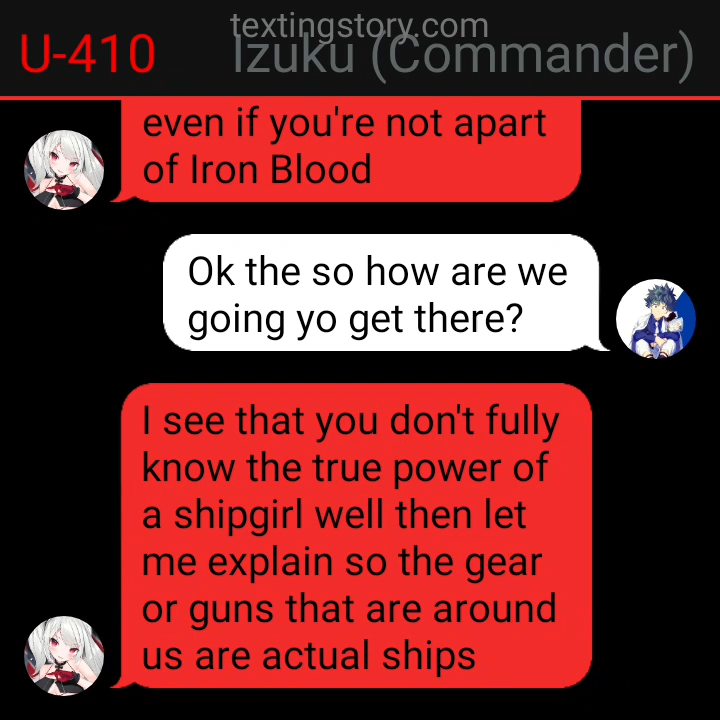 textingstory.com
U-410
Izuku (Commander)
even if you're not apart
of Iron Blood
Ok the so how are we
going yo get there?
I see that you don't fully
know the true power of
a shipgirl well then let
me explain so the gear
or guns that are around
us are actual ships